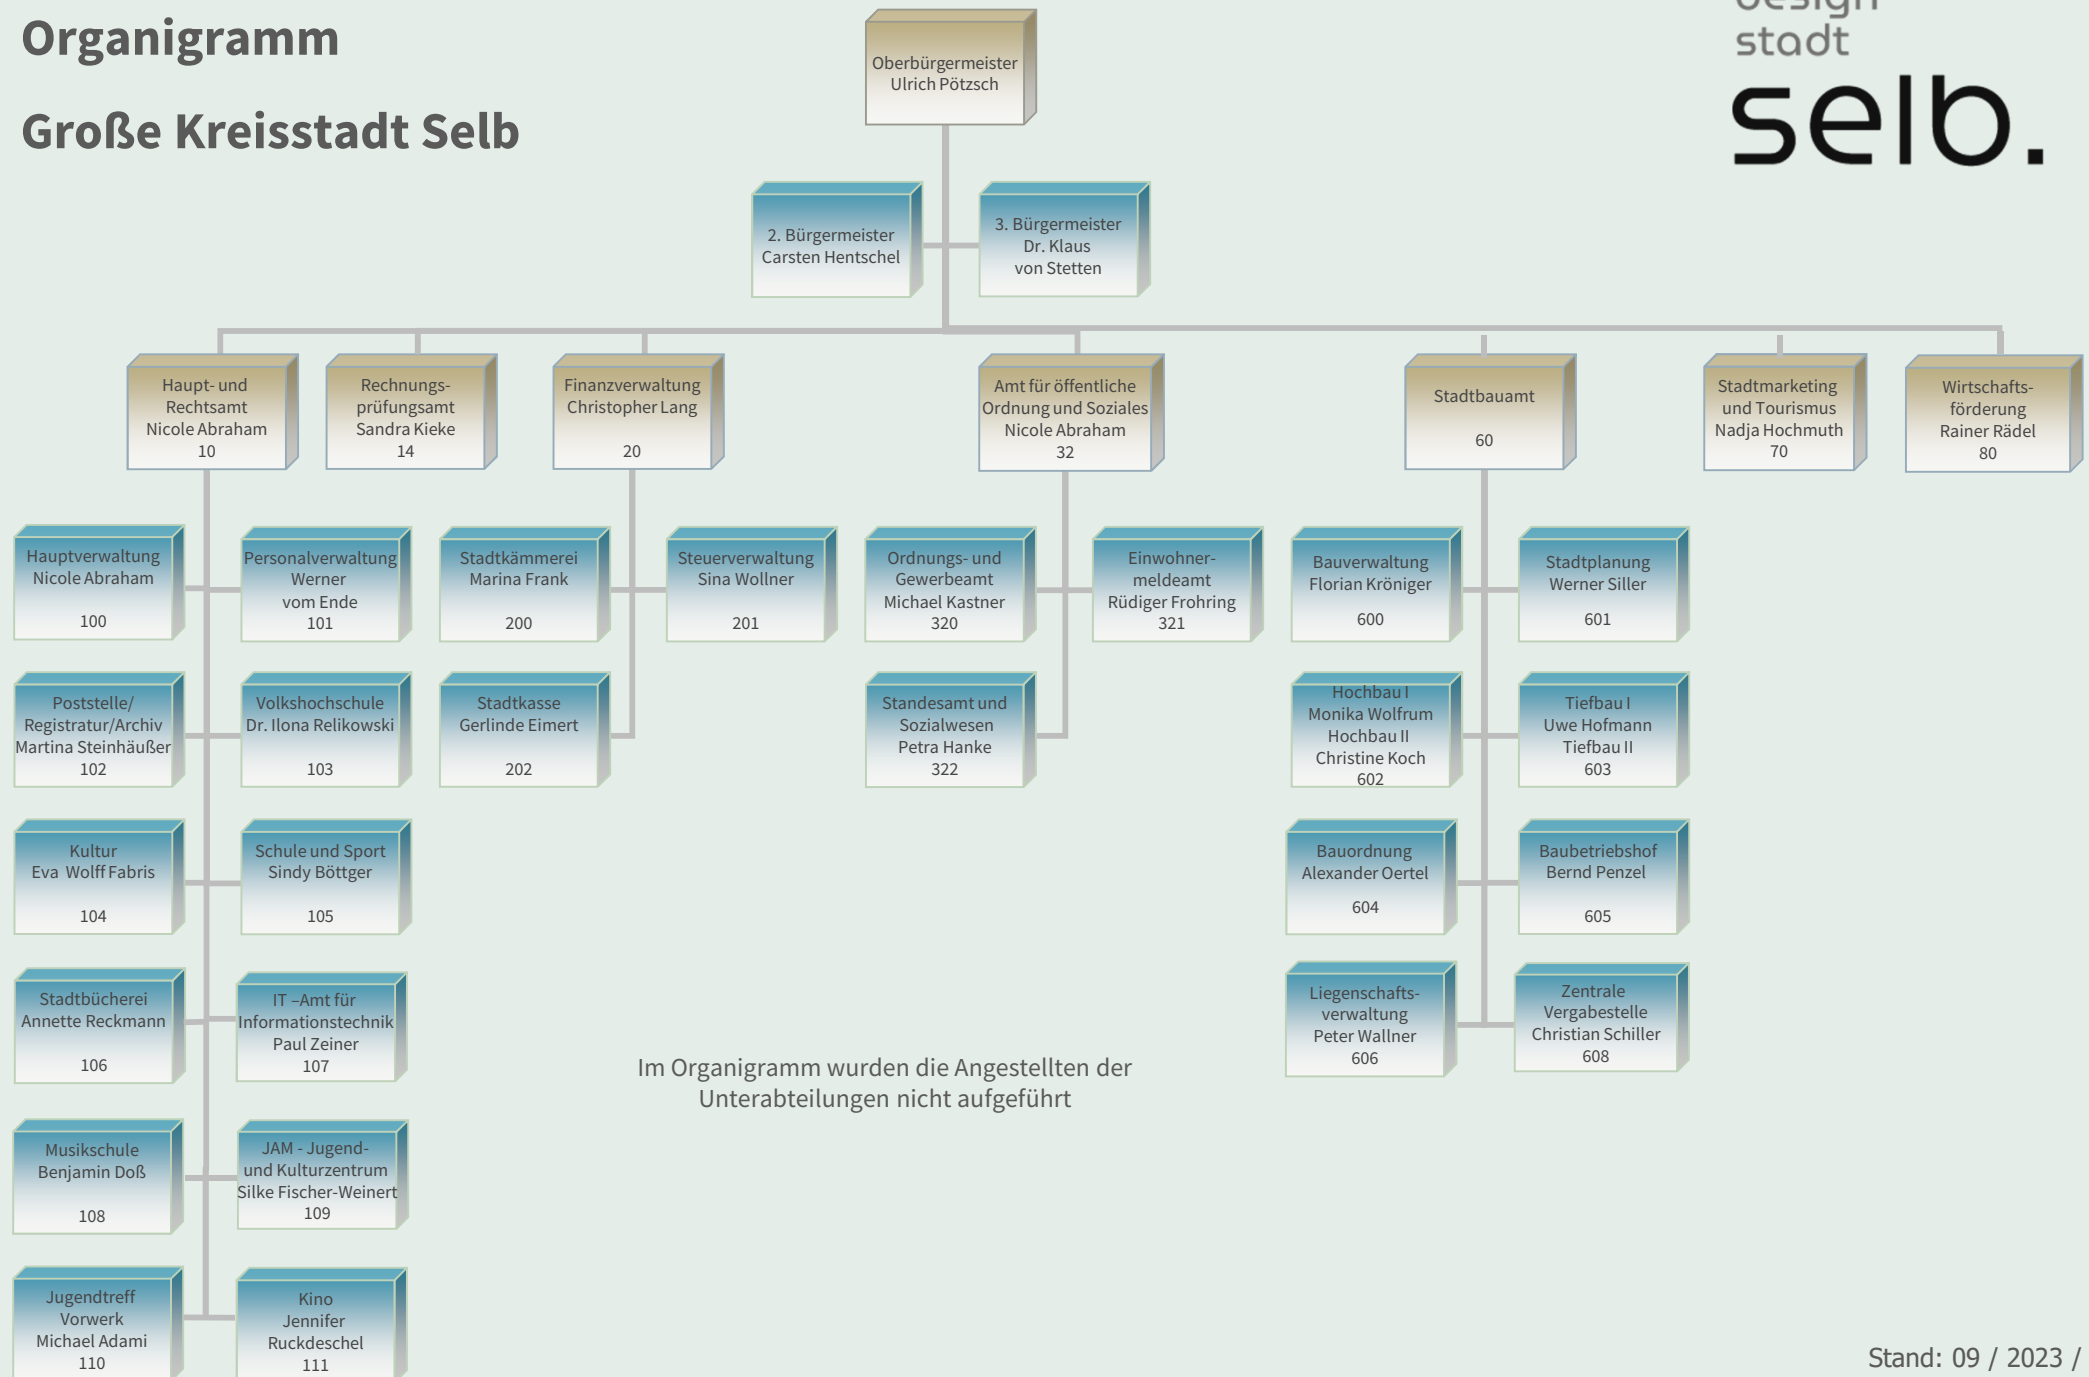 Organigramm
Große Kreisstadt Selb
design
stadt
selb.
Oberbürgermeister
Ulrich Pötzsch
2. Bürgermeister
Carsten Hentschel
3. Bürgermeister
Dr. Klaus
von Stetten
Haupt- und
Rechtsamt
Nicole Abraham
10
Rechnungs-
prüfungsamt
Sandra Kieke
14
Finanzverwaltung
Christopher Lang
20
Amt für öffentliche
Ordnung und Soziales
Nicole Abraham
32
Stadtbauamt
60
Stadtmarketing
und Tourismus
Nadja Hochmuth
70
Wirtschafts-
förderung
Rainer Rädel
80
Hauptverwaltung
Nicole Abraham
100
Personalverwaltung
Werner
vom Ende
101
Stadtkämmerei
Marina Frank
200
Steuerverwaltung
Sina Wollner
201
Ordnungs- und
Gewerbeamt
Michael Kastner
320
Einwohner-
meldeamt
Rüdiger Frohring
321
Bauverwaltung
Florian Kröniger
600
Stadtplanung
Werner Siller
601
Poststelle/
Registratur/Archiv
Martina Steinhäußer
102
Volkshochschule
Dr. Ilona Relikowski
103
Stadtkasse
Gerlinde Eimert
202
Standesamt und
Sozialwesen
Petra Hanke
322
Hochbau I
Monika Wolfrum
Hochbau II
Christine Koch
602
Tiefbau I
Uwe Hofmann
Tiefbau II
603
Kultur
Eva Wolff Fabris
104
Schule und Sport
Sindy Böttger
105
Bauordnung
Alexander Oertel
604
Baubetriebshof
Bernd Penzel
605
Stadtbücherei
Annette Reckmann
106
IT –Amt für
Informationstechnik
Paul Zeiner
107
Liegenschafts-
verwaltung
Peter Wallner
606
Zentrale
Vergabestelle
Christian Schiller
608
Im Organigramm wurden die Angestellten der
Unterabteilungen nicht aufgeführt
Musikschule
Benjamin Doß
108
JAM - Jugend-
und Kulturzentrum
Silke Fischer-Weinert
109
Jugendtreff
Vorwerk
Michael Adami
110
Kino
Jennifer
Ruckdeschel
111
Stand: 09 / 2023 /